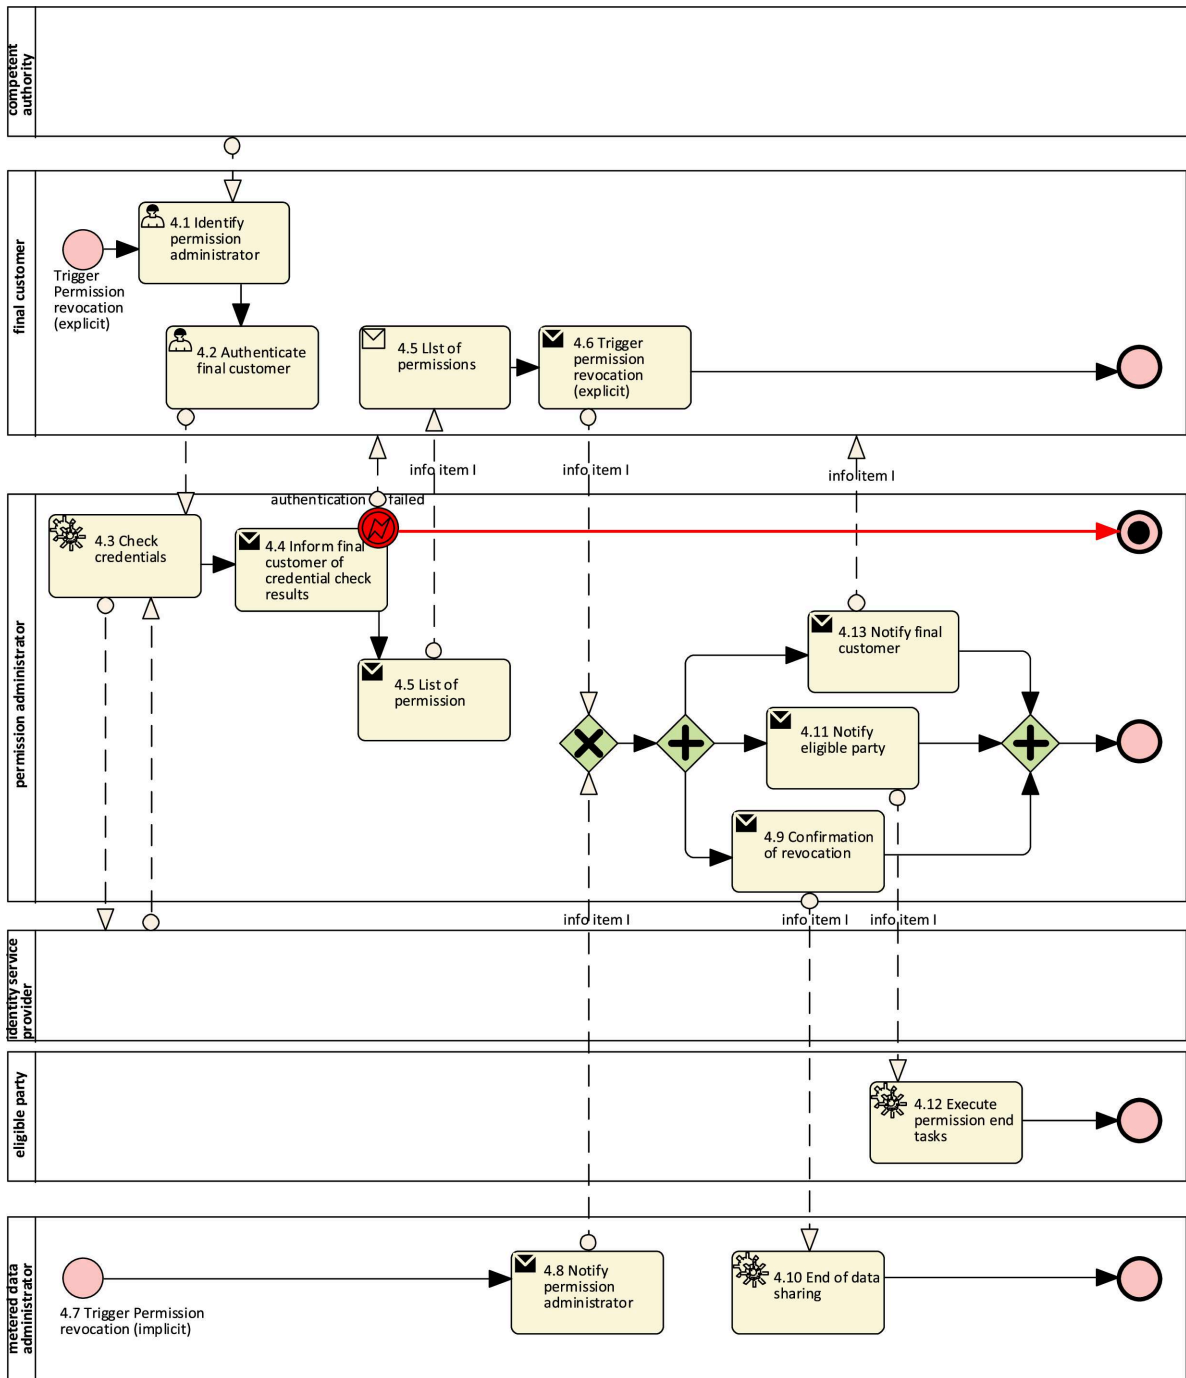 competent
authority
final customer
4.1 Identify
permission
administrator
Trigger
Permission
revocation
(explicit)
4.2 Authenticate
final customer
4.5 LIst of
permissions
4.6 Trigger
permission
revocation
(explicit)
info item I
info item I
info item I
permission administrator
authentication failed
4.3 Check
credentials
4.4 Inform final
customer of
credential check
results
4.5 List of
permission
4.13 Notify final
customer
4.11 Notify
eligible party
4.9 Confirmation
of revocation
info item I
info item I
info item I
identity service
provider
eligible party
4.12 Execute
permission end
tasks
metered data
administrator
4.7 Trigger Permission
revocation (implicit)
4.8 Notify
permission
administrator
4.10 End of data
sharing